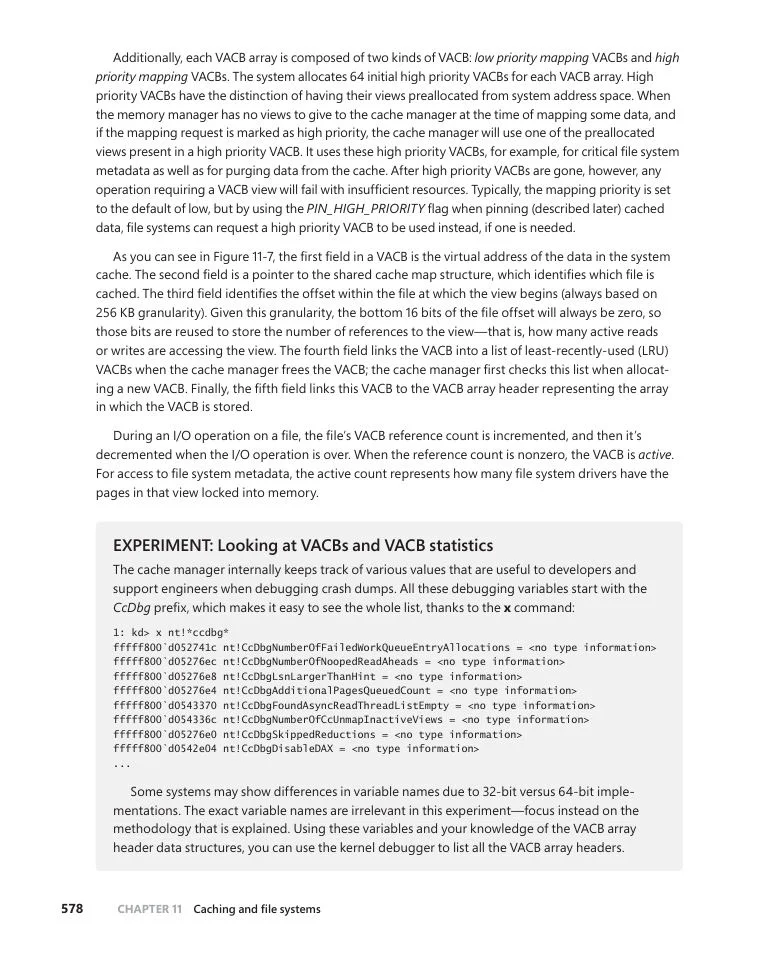 Additionally, each VACB array is composed of two kinds of VACB: low priority mapping VACBs and high
priority mapping VACBs. The system allocates 64 initial high priority VACBs for each VACB array. High
priority VACBs have the distinction of having their views preallocated from system address space. When
the memory manager has no views to give to the cache manager at the time of mapping some data, and
if the mapping request is marked as high priority, the cache manager will use one of the preallocated
views present in a high priority VACB. It uses these high priority VACBs, for example, for critical file system
metadata as well as for purging data from the cache. After high priority VACBs are gone, however, any
operation requiring a VACB view will fail with insufficient resources. Typically, the mapping priority is set
to the default of low, but by using the PIN_HIGH_PRIORITY flag when pinning (described later) cached
data, file systems can request a high priority VACB to be used instead, if one is needed.
As you can see in Figure 11-7, the first field in a VACB is the virtual address of the data in the system
cache. The second field is a pointer to the shared cache map structure, which identifies which file is
cached. The third field identifies the offset within the file at which the view begins (always based on
256 KB granularity). Given this granularity, the bottom 16 bits of the file offset will always be zero, so
those bits are reused to store the number of references to the view—that is, how many active reads
or writes are accessing the view. The fourth field links the VACB into a list of least-recently-used (LRU)
VACBs when the cache manager frees the VACB; the cache manager first checks this list when allocat-
ing a new VACB. Finally, the fifth field links this VACB to the VACB array header representing the array
in which the VACB is stored.
During an I/O operation on a file, the file's VACB reference count is incremented, and then it's
decremented when the I/O operation is over. When the reference count is nonzero, the VACB is active.
For access to file system metadata, the active count represents how many file system drivers have the
pages in that view locked into memory.
EXPERIMENT: Looking at VACBs and VACB statistics
The cache manager internally keeps track of various values that are useful to developers and
support engineers when debugging crash dumps. All these debugging variables start with the
CcDbg prefix, which makes it easy to see the whole list, thanks to the x command:
1: kd> x nt!*ccdbg*
fffff800`d052741c nt!CcDbgNumberOfFailedWorkQueueEntryAllocations = <no type information>
fffff800`d05276ec nt!CcDbgNumberOfNoopedReadAheads = <no type information>
fffff800`d05276e8 nt!CcDbgLsnLargerThanHint = <no type information>
fffff800`d05276e4 nt!CcDbgAdditionalPagesQueuedCount = <no type information>
fffff800`d0543370 nt!CcDbgFoundAsyncReadThreadListEmpty = <no type information>
fffff800`d054336c nt!CcDbgNumberOfCcUnmapInactiveViews = <no type information>
fffff800`d05276e0 nt!CcDbgSkippedReductions = <no type information>
fffff800`d0542e04 nt!CcDbgDisableDAX = <no type information>
...
Some systems may show differences in variable names due to 32-bit versus 64-bit imple-
mentations. The exact variable names are irrelevant in this experiment—focus instead on the
methodology that is explained. Using these variables and your knowledge of the VACB array
header data structures, you can use the kernel debugger to list all the VACB array headers.
578 CHAPTER 11 Caching and file systems